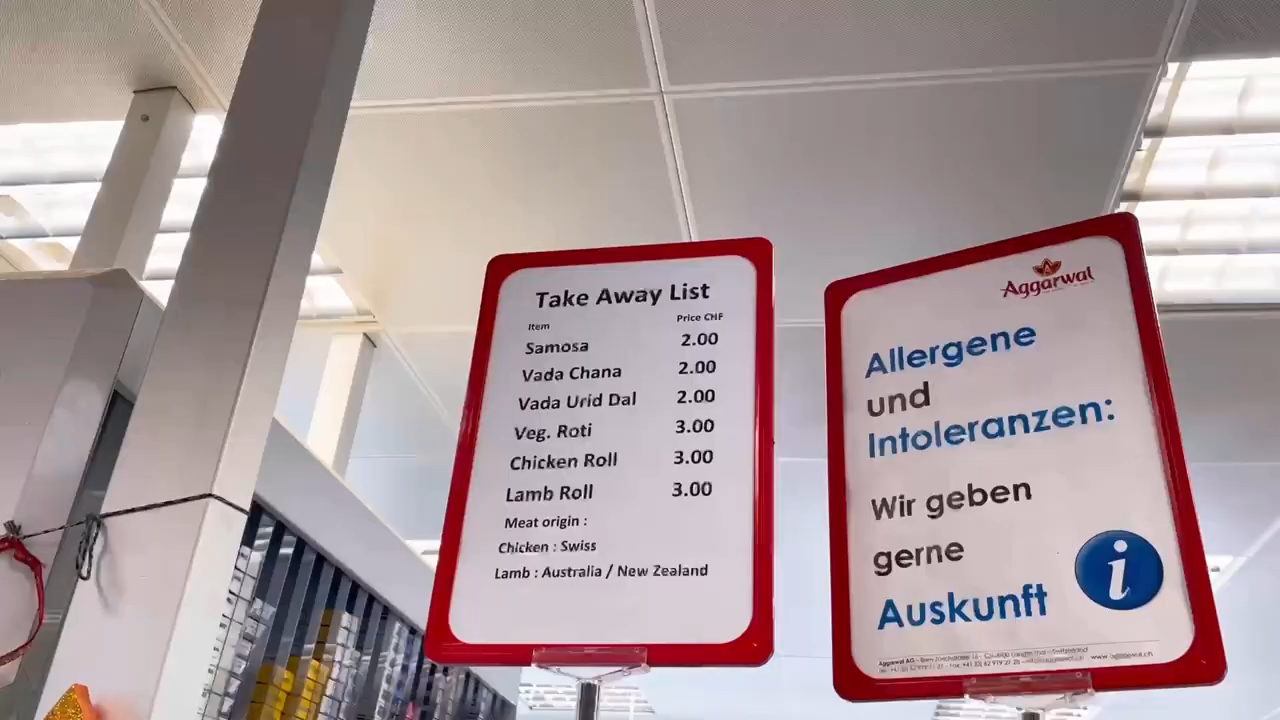 Take Away List
Item Price CHF
Samosa 2.00
Vada Chana 2.00
Vada Urid Dal 2.00
Veg. Roti 3.00
Chicken Roll 3.00
Lamb Roll 3.00
Meat origin :
Chicken : Swiss
Lamb : Australia / New Zealand
Aggarwal
Allergene
und
Intoleranzen:
Wir geben
gerne
Auskunft
i
Aggarwal AG